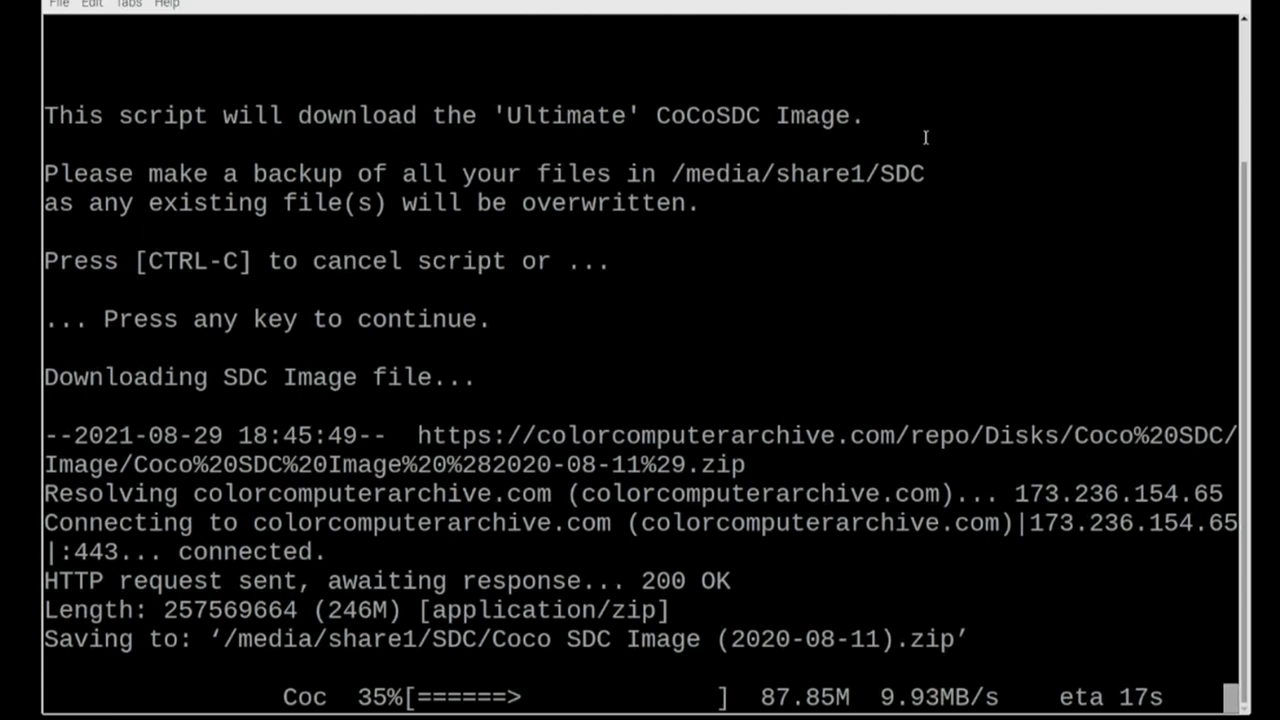 File Edit Tabs Help
This script will download the 'Ultimate' CoCoSDC Image.
Please make a backup of all your files in /media/share1/SDC
as any existing file(s) will be overwritten.
Press [CTRL-C] to cancel script or ...
... Press any key to continue.
Downloading SDC Image file...
--2021-08-29 18:45:49--  https://colorcomputerarchive.com/repo/Disks/Coco%20SDC/
Image/Coco%20SDC%20Image%20%282020-08-11%29.zip
Resolving colorcomputerarchive.com (colorcomputerarchive.com)... 173.236.154.65
Connecting to colorcomputerarchive.com (colorcomputerarchive.com)|173.236.154.65
|:443... connected.
HTTP request sent, awaiting response... 200 OK
Length: 257569664 (246M) [application/zip]
Saving to: ‘/media/share1/SDC/Coco SDC Image (2020-08-11).zip’
Coc  35%[======>             ]  87.85M  9.93MB/s    eta 17s